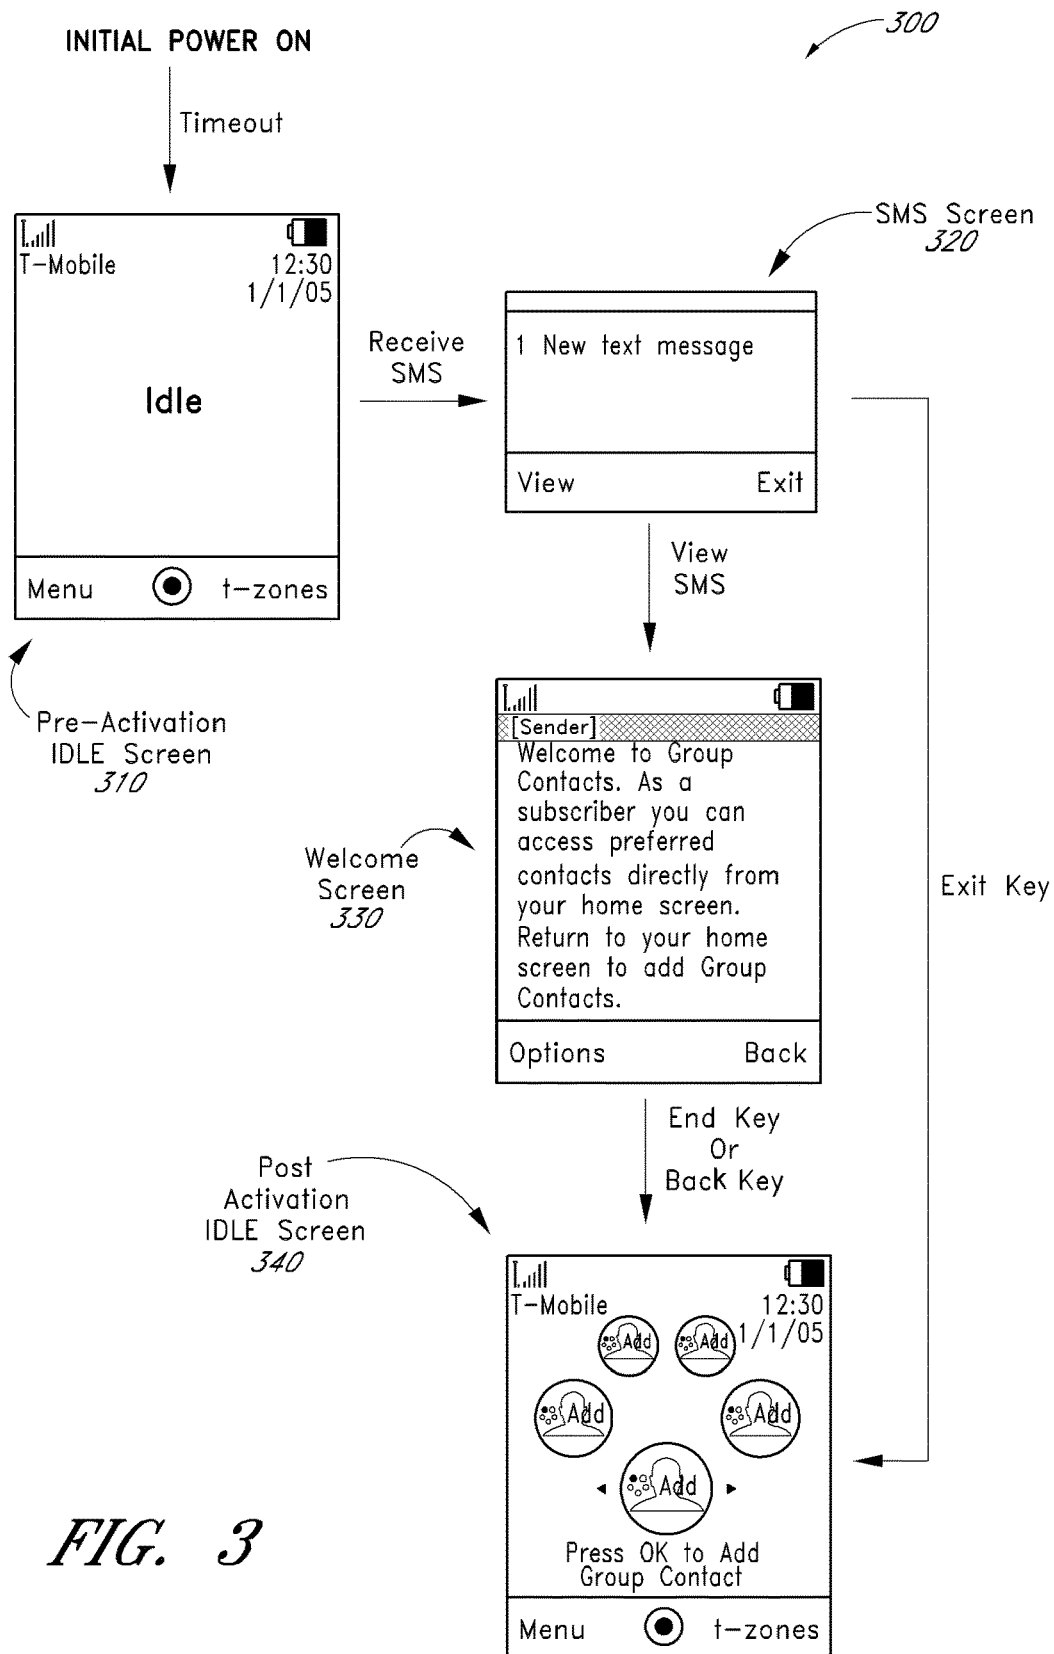 INITIAL POWER ON
300
Timeout
T-Mobile 12:30
1/1/05
Idle
Menu t-zones
Pre-Activation
IDLE Screen
310
Receive
SMS
SMS Screen
320
1 New text message
View Exit
View
SMS
Exit Key
[Sender]
Welcome to Group
Contacts. As a
subscriber you can
access preferred
contacts directly from
your home screen.
Return to your home
screen to add Group
Contacts.
Options Back
Welcome
Screen
330
End Key
Or
Back Key
Post
Activation
IDLE Screen
340
T-Mobile 12:30
1/1/05
Add Add
Add Add
Add
Press OK to Add
Group Contact
Menu t-zones
FIG. 3